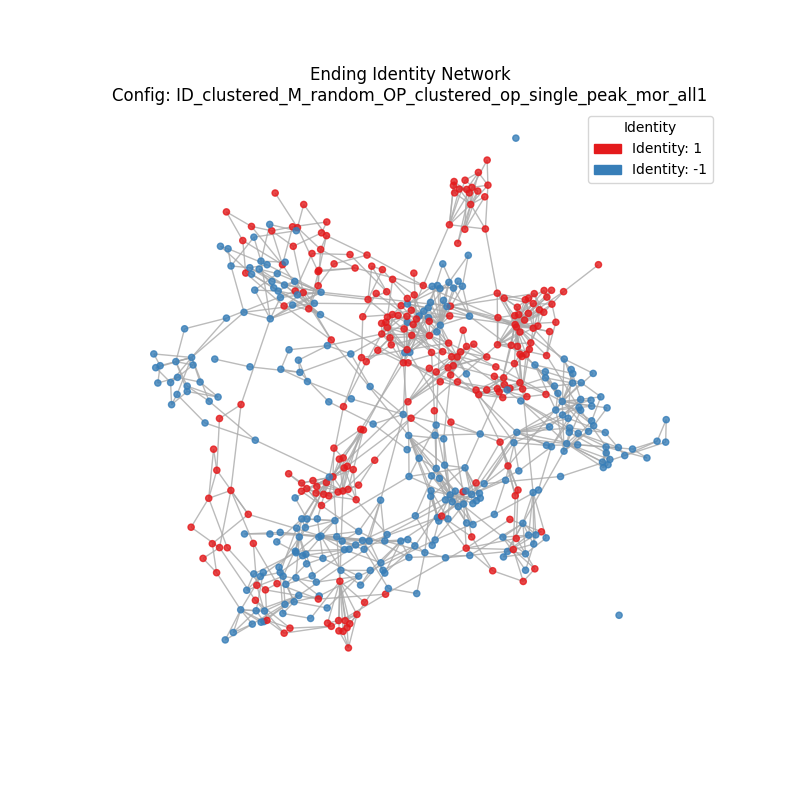 Ending Identity Network
Config: ID_clustered_M_random_OP_clustered_op_single_peak_mor_all1
Identity
Identity: 1
Identity: -1